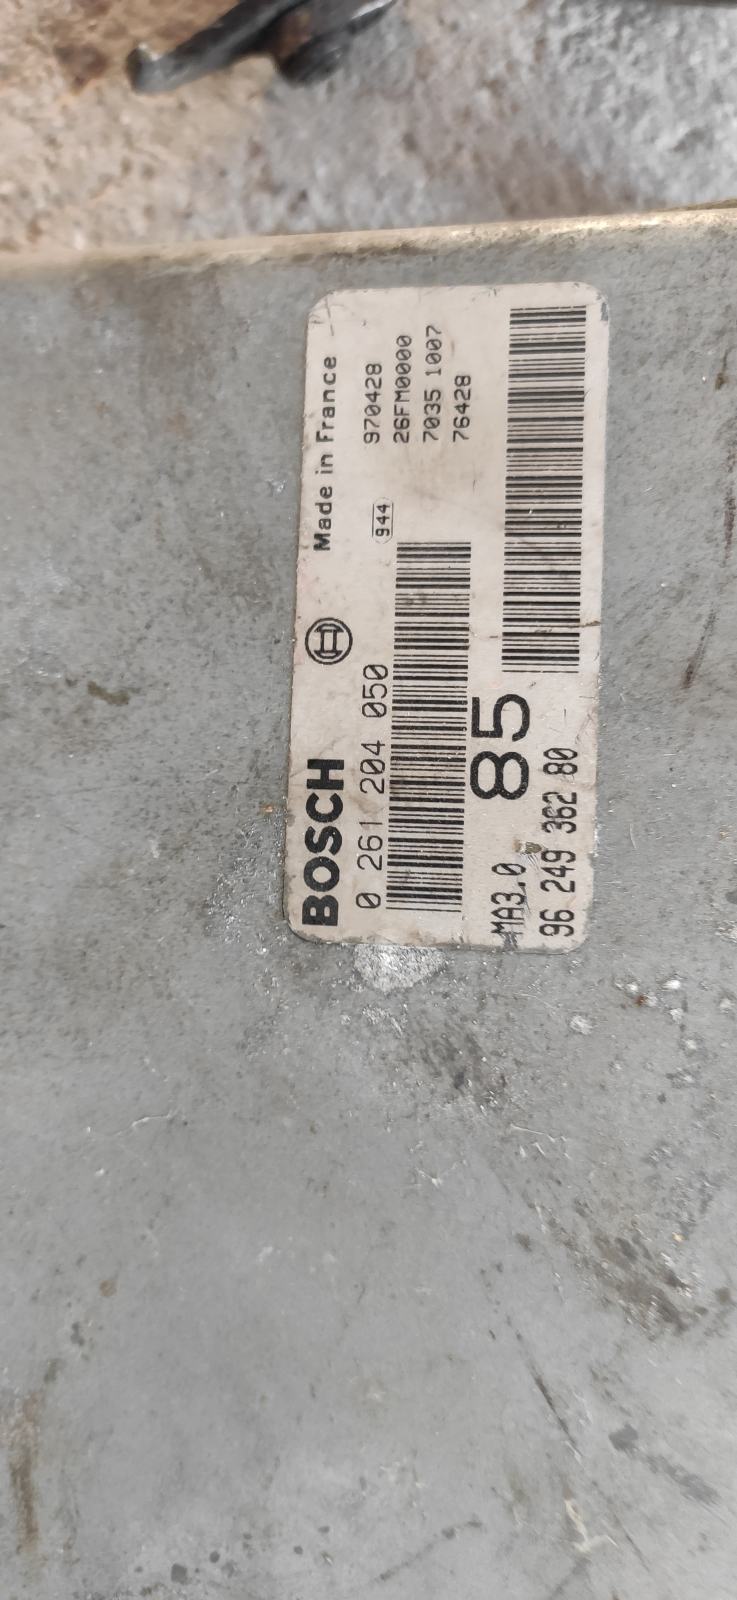 BOSCH Made in France
0 261 204 050 944 970428
26FM0000
7035 1007
76428
MA3.0 85
96 249 362 80